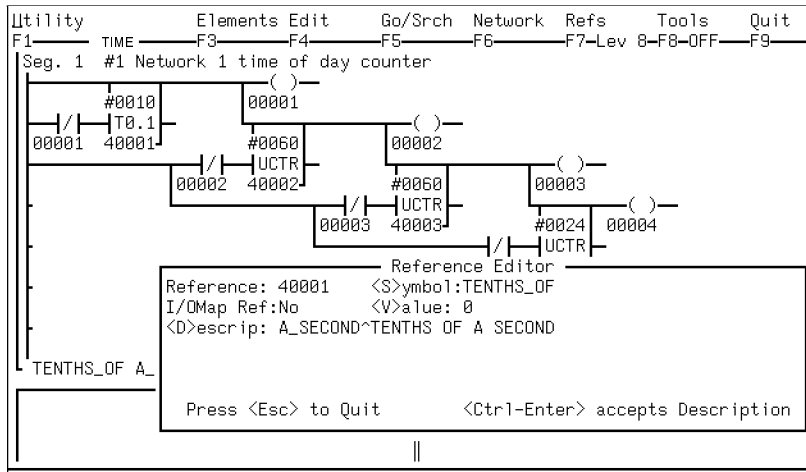 Utility Elements Edit Go/Srch Network Refs Tools Quit
F1 TIME F3 F4 F5 F6 F7-Lev 8-F8-OFF F9
Seg. 1 #1 Network 1 time of day counter
( )
#0010 00001
/ T0.1 ( )
00001 40001 #0060 00002
/ UCTR ( )
00002 40002 #0060 00003
/ UCTR ( )
00003 40003 #0024 00004
/ UCTR
Reference Editor
Reference: 40001 <S>ymbol:TENTHS_OF
I/OMap Ref:No <V>alue: 0
<D>escrip: A_SECOND^TENTHS OF A SECOND
TENTHS_OF A_
Press <Esc> to Quit <Ctrl-Enter> accepts Description